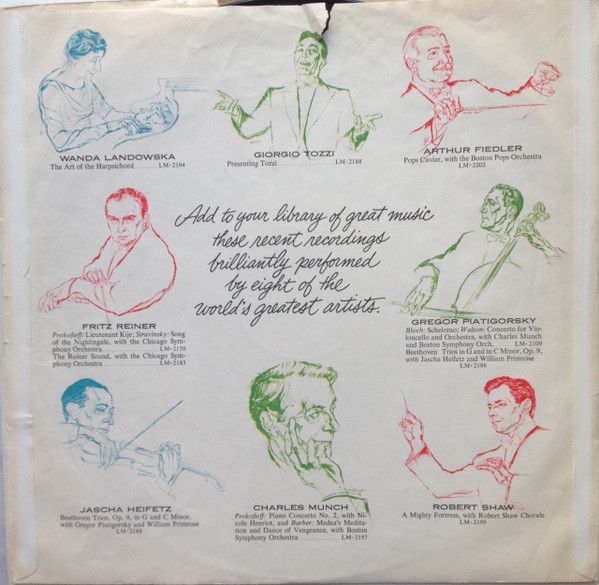 WANDA LANDOWSKA
The Art of the Harpsichord LM-2194
GIORGIO TOZZI
Presenting Tozzi LM-2188
ARTHUR FIEDLER
Pops Caviar, with the Boston Pops Orchestra
LM-2202
Add to your library of great music
these recent recordings
brilliantly performed
by eight of the
world's greatest artists.
FRITZ REINER
Prokofieff: Lieutenant Kije; Stravinsky: Song
of the Nightingale, with the Chicago Sym-
phony Orchestra LM-2150
The Reiner Sound, with the Chicago Sym-
phony Orchestra LM-2183
GREGOR PIATIGORSKY
Bloch: Schelomo; Walton: Concerto for Vio-
loncello and Orchestra, with Charles Munch
and Boston Symphony Orch. LM-2109
Beethoven Trios in G and in C Minor, Op. 9,
with Jascha Heifetz and William Primrose
LM-2186
JASCHA HEIFETZ
Beethoven Trios, Op. 9, in G and C Minor,
with Gregor Piatigorsky and William Primrose
LM-2186
CHARLES MUNCH
Prokofieff: Piano Concerto No. 2, with Ni-
cole Henriot, and Barber: Medea's Medita-
tion and Dance of Vengeance, with Boston
Symphony Orchestra LM-2197
ROBERT SHAW
A Mighty Fortress, with Robert Shaw Chorale
LM-2199